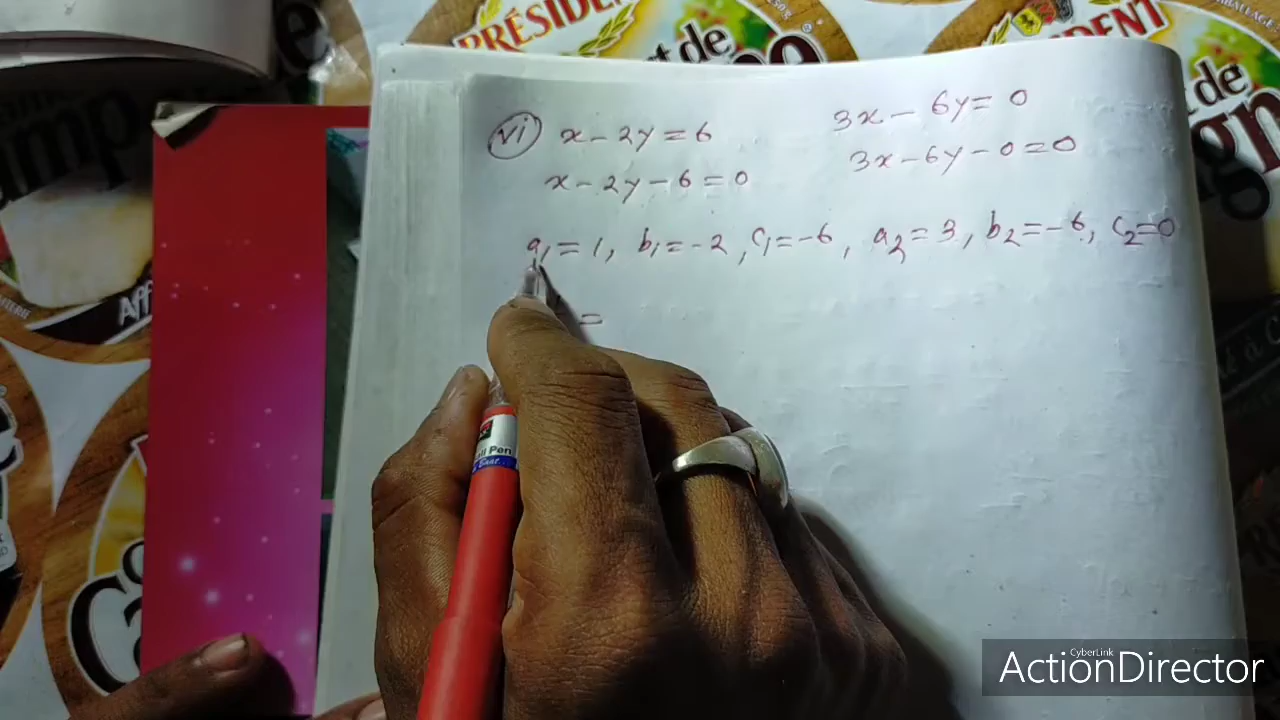 PRÉSIDENT
(vi) x - 2y = 6
3x - 6y = 0
x - 2y - 6 = 0
3x - 6y - 0 = 0
a₁ = 1, b₁ = -2, c₁ = -6, a₂ = 3, b₂ = -6, c₂ = 0
=
CyberLink
ActionDirector